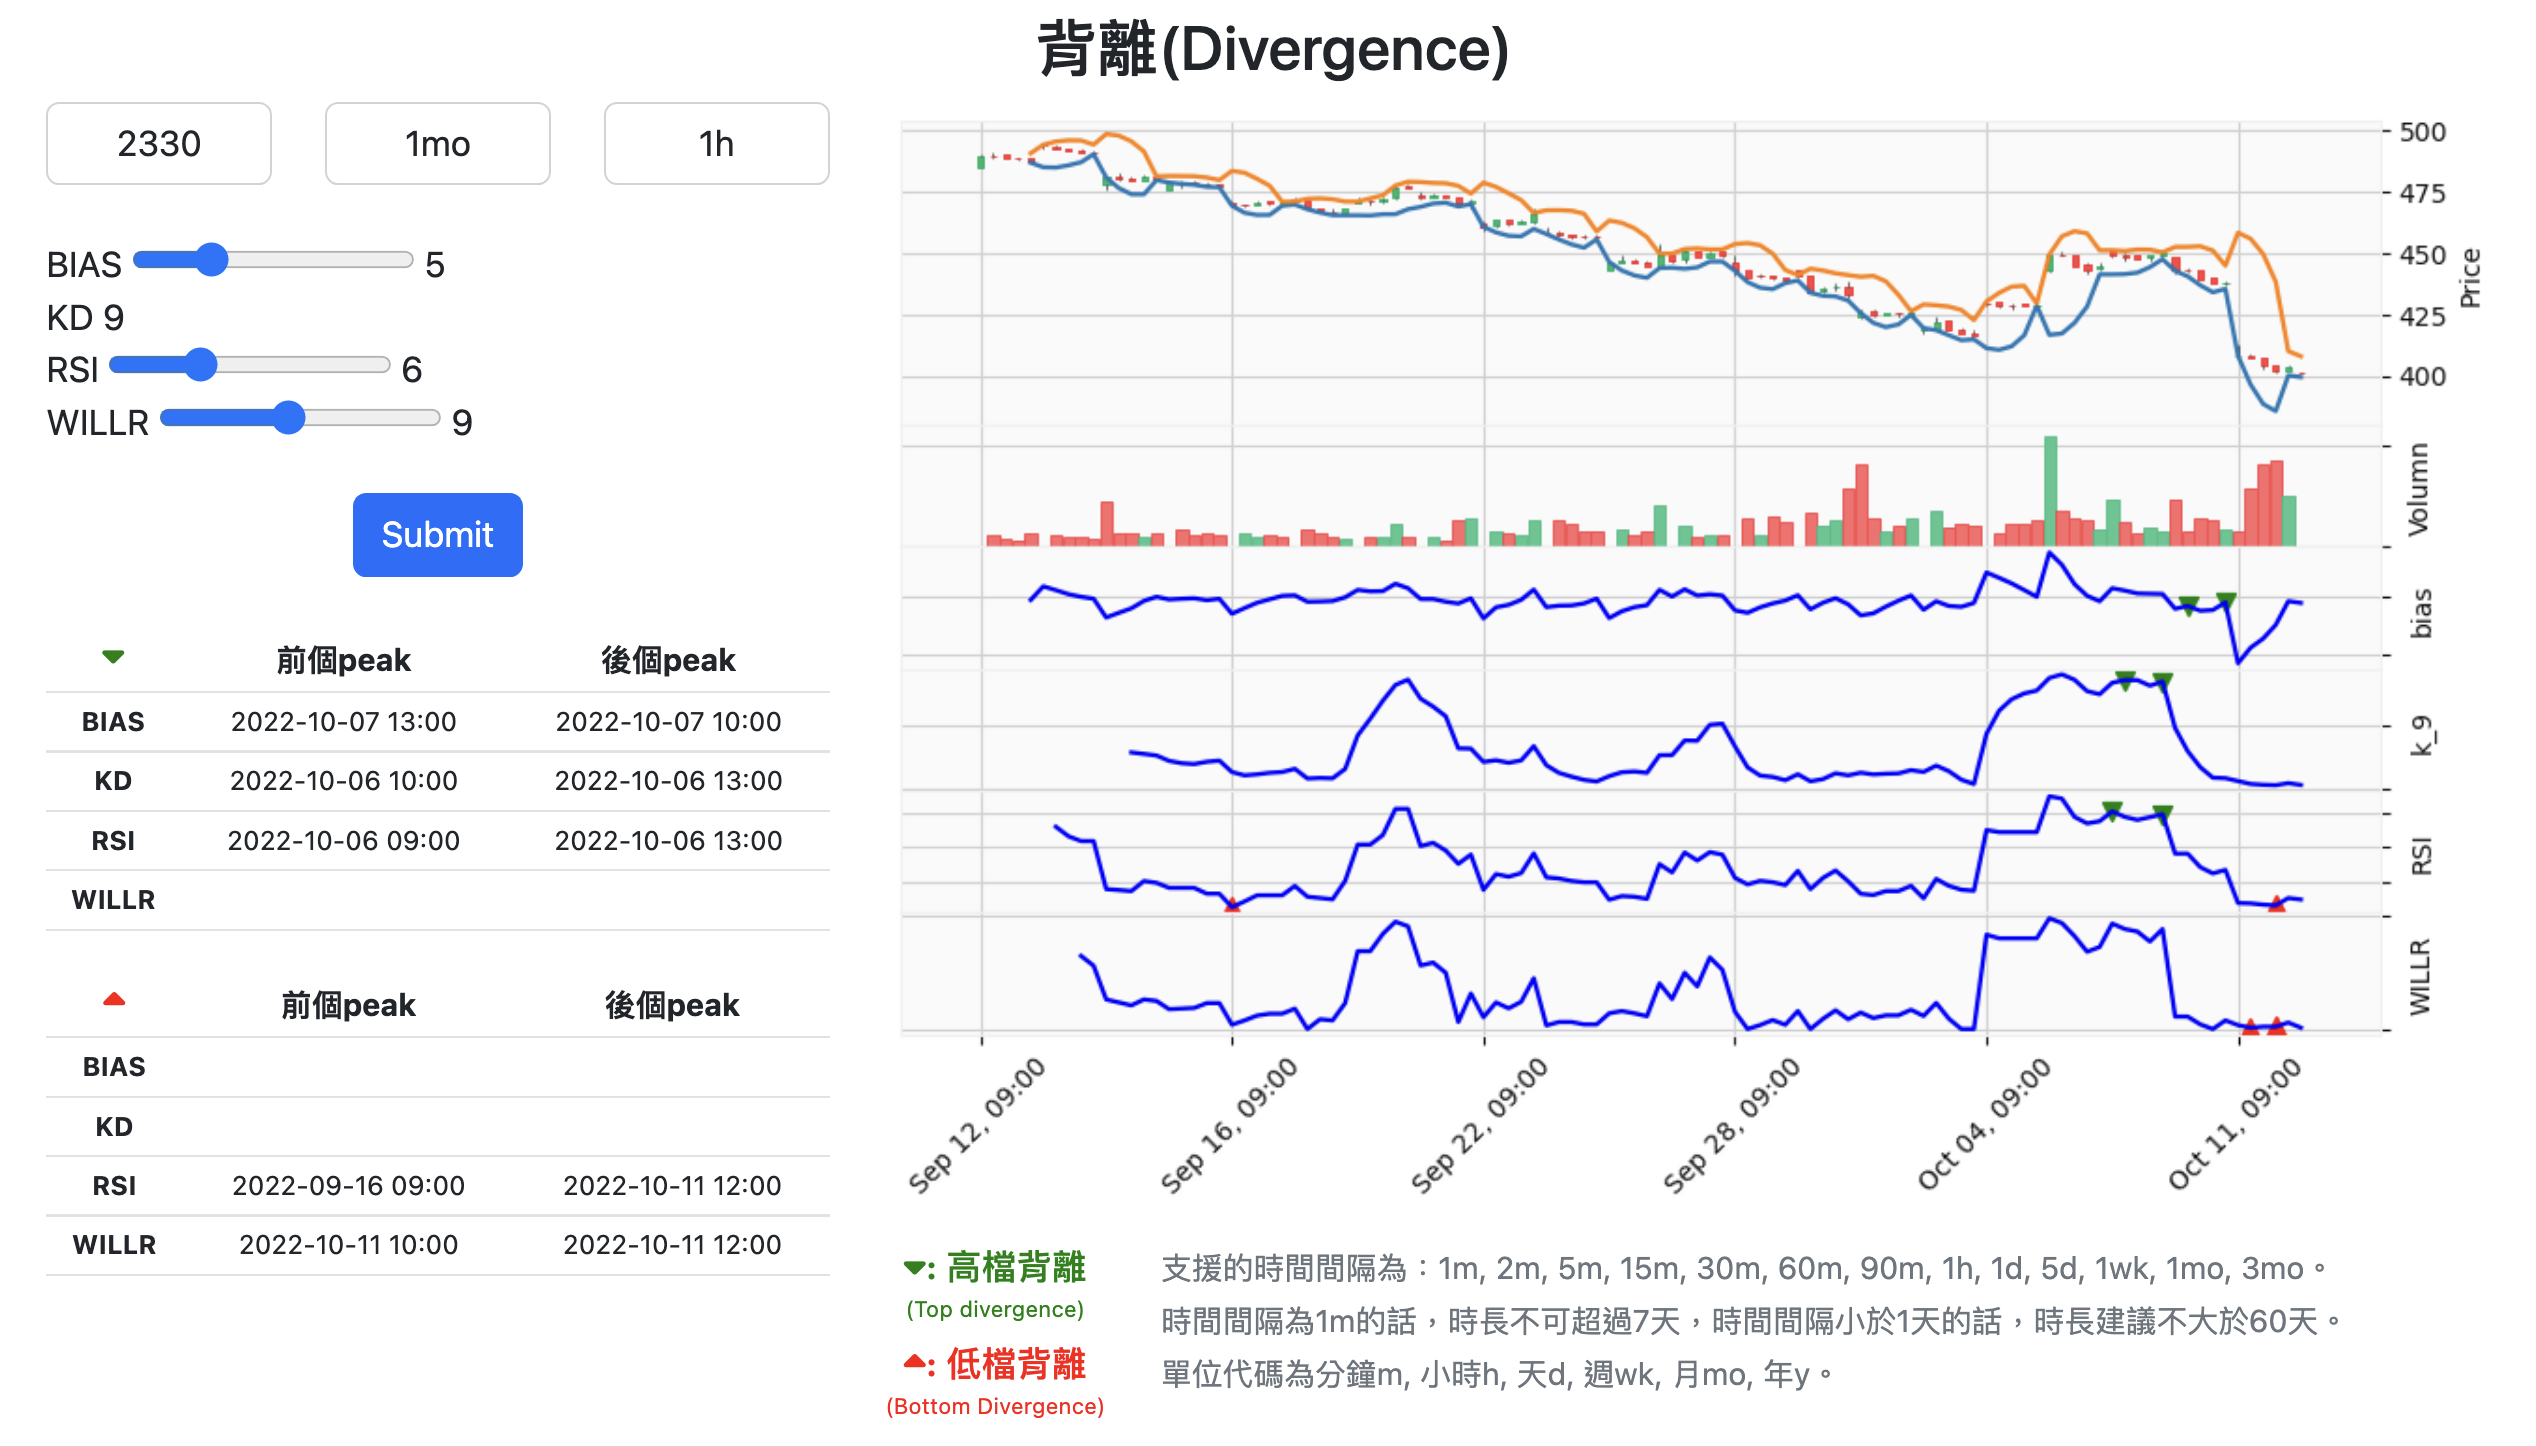 背離(Divergence)
2330 1mo 1h
BIAS 5
KD 9
RSI 6
WILLR 9
Submit
前個peak 後個peak
BIAS 2022-10-07 13:00 2022-10-07 10:00
KD 2022-10-06 10:00 2022-10-06 13:00
RSI 2022-10-06 09:00 2022-10-06 13:00
WILLR
前個peak 後個peak
BIAS
KD
RSI 2022-09-16 09:00 2022-10-11 12:00
WILLR 2022-10-11 10:00 2022-10-11 12:00
500
475
450
425
400
Price
Volumn
bias
k_9
RSI
WILLR
Sep 12, 09:00
Sep 16, 09:00
Sep 22, 09:00
Sep 28, 09:00
Oct 04, 09:00
Oct 11, 09:00
: 高檔背離
(Top divergence)
: 低檔背離
(Bottom Divergence)
支援的時間間隔為：1m, 2m, 5m, 15m, 30m, 60m, 90m, 1h, 1d, 5d, 1wk, 1mo, 3mo。
時間間隔為1m的話，時長不可超過7天，時間間隔小於1天的話，時長建議不大於60天。
單位代碼為分鐘m, 小時h, 天d, 週wk, 月mo, 年y。